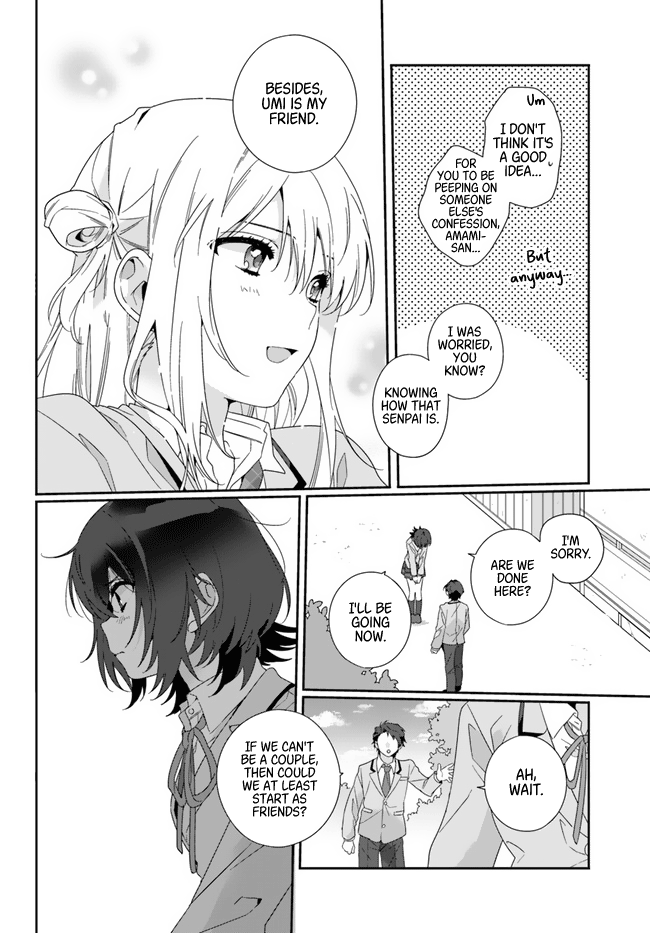 Um
I DON'T
THINK IT'S
A GOOD
IDEA...
FOR
YOU TO BE
PEEPING ON
SOMEONE
ELSE'S
CONFESSION,
AMAMI-
SAN...
But
anyway...
I WAS
WORRIED,
YOU
KNOW?
KNOWING
HOW THAT
SENPAI IS.
BESIDES,
UMI IS MY
FRIEND.
I'M
SORRY.
ARE WE
DONE
HERE?
I'LL BE
GOING
NOW.
AH,
WAIT.
IF WE CAN'T
BE A COUPLE,
THEN COULD
WE AT LEAST
START AS
FRIENDS?